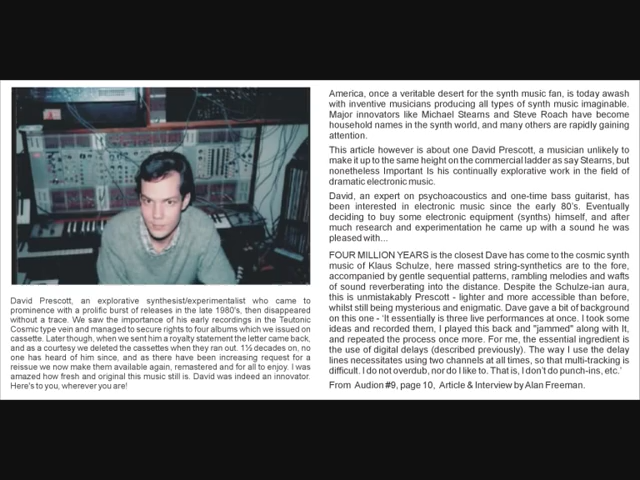 David Prescott, an explorative synthesist/experimentalist who came to
prominence with a prolific burst of releases in the late 1980's, then disappeared
without a trace. We saw the importance of his early recordings in the Teutonic
Cosmic type vein and managed to secure rights to four albums which we issued on
cassette. Later though, when we sent him a royalty statement the letter came back,
and as a courtesy we deleted the cassettes when they ran out. 1½ decades on, no
one has heard of him since, and as there have been increasing request for a
reissue we now make them available again, remastered and for all to enjoy. I was
amazed how fresh and original this music still is. David was indeed an innovator.
Here's to you, wherever you are!
America, once a veritable desert for the synth music fan, is today awash
with inventive musicians producing all types of synth music imaginable.
Major innovators like Michael Stearns and Steve Roach have become
household names in the synth world, and many others are rapidly gaining
attention.
This article however is about one David Prescott, a musician unlikely to
make it up to the same height on the commercial ladder as say Stearns, but
nonetheless Important Is his continually explorative work in the field of
dramatic electronic music.
David, an expert on psychoacoustics and one-time bass guitarist, has
been interested in electronic music since the early 80's. Eventually
deciding to buy some electronic equipment (synths) himself, and after
much research and experimentation he came up with a sound he was
pleased with...
FOUR MILLION YEARS is the closest Dave has come to the cosmic synth
music of Klaus Schulze, here massed string-synthetics are to the fore,
accompanied by gentle sequential patterns, rambling melodies and wafts
of sound reverberating into the distance. Despite the Schulze-ian aura,
this is unmistakably Prescott - lighter and more accessible than before,
whilst still being mysterious and enigmatic. Dave gave a bit of background
on this one - 'It essentially is three live performances at once. I took some
ideas and recorded them, I played this back and "jammed" along with It,
and repeated the process once more. For me, the essential ingredient is
the use of digital delays (described previously). The way I use the delay
lines necessitates using two channels at all times, so that multi-tracking is
difficult. I do not overdub, nor do I like to. That is, I don't do punch-ins, etc.'
From Audion #9, page 10, Article & Interview by Alan Freeman.